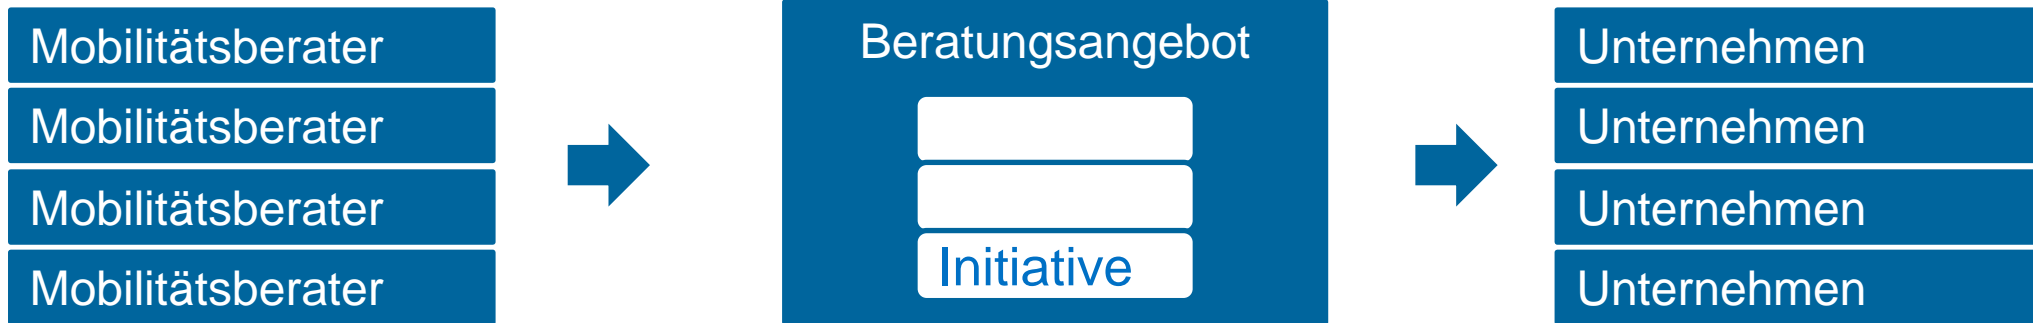 Mobilitätsberater
Mobilitätsberater
Mobilitätsberater
Mobilitätsberater
Beratungsangebot
Initiative
Unternehmen
Unternehmen
Unternehmen
Unternehmen